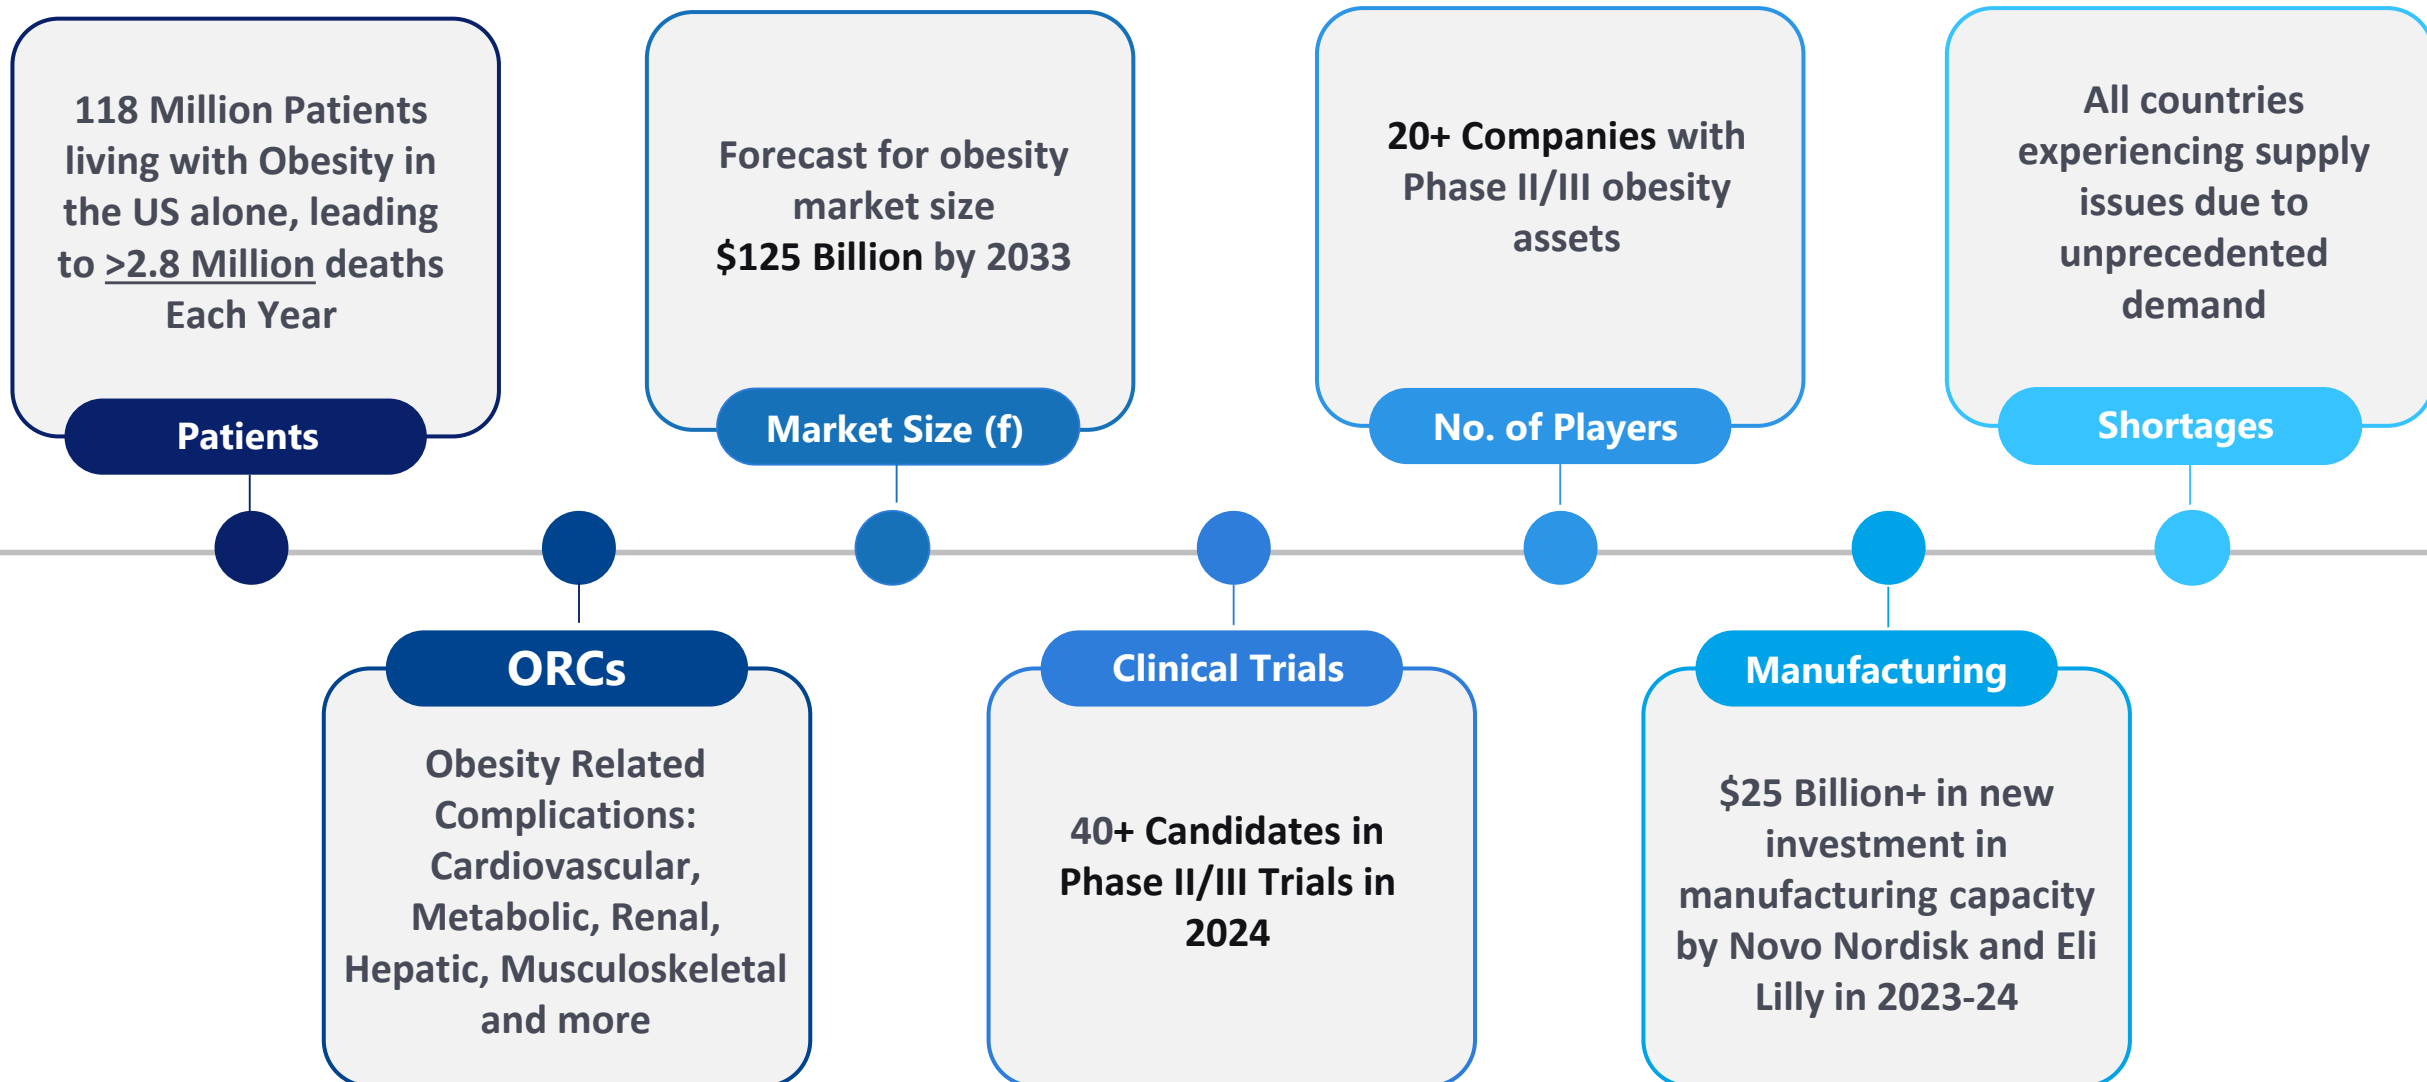 118 Million Patients
living with Obesity in
the US alone, leading
to >2.8 Million deaths
Each Year
Patients
ORCs
Obesity Related
Complications:
Cardiovascular,
Metabolic, Renal,
Hepatic, Musculoskeletal
and more
Forecast for obesity
market size
$125 Billion by 2033
Market Size (f)
Clinical Trials
40+ Candidates in
Phase II/III Trials in
2024
20+ Companies with
Phase II/III obesity
assets
No. of Players
Manufacturing
$25 Billion+ in new
investment in
manufacturing capacity
by Novo Nordisk and Eli
Lilly in 2023-24
All countries
experiencing supply
issues due to
unprecedented
demand
Shortages